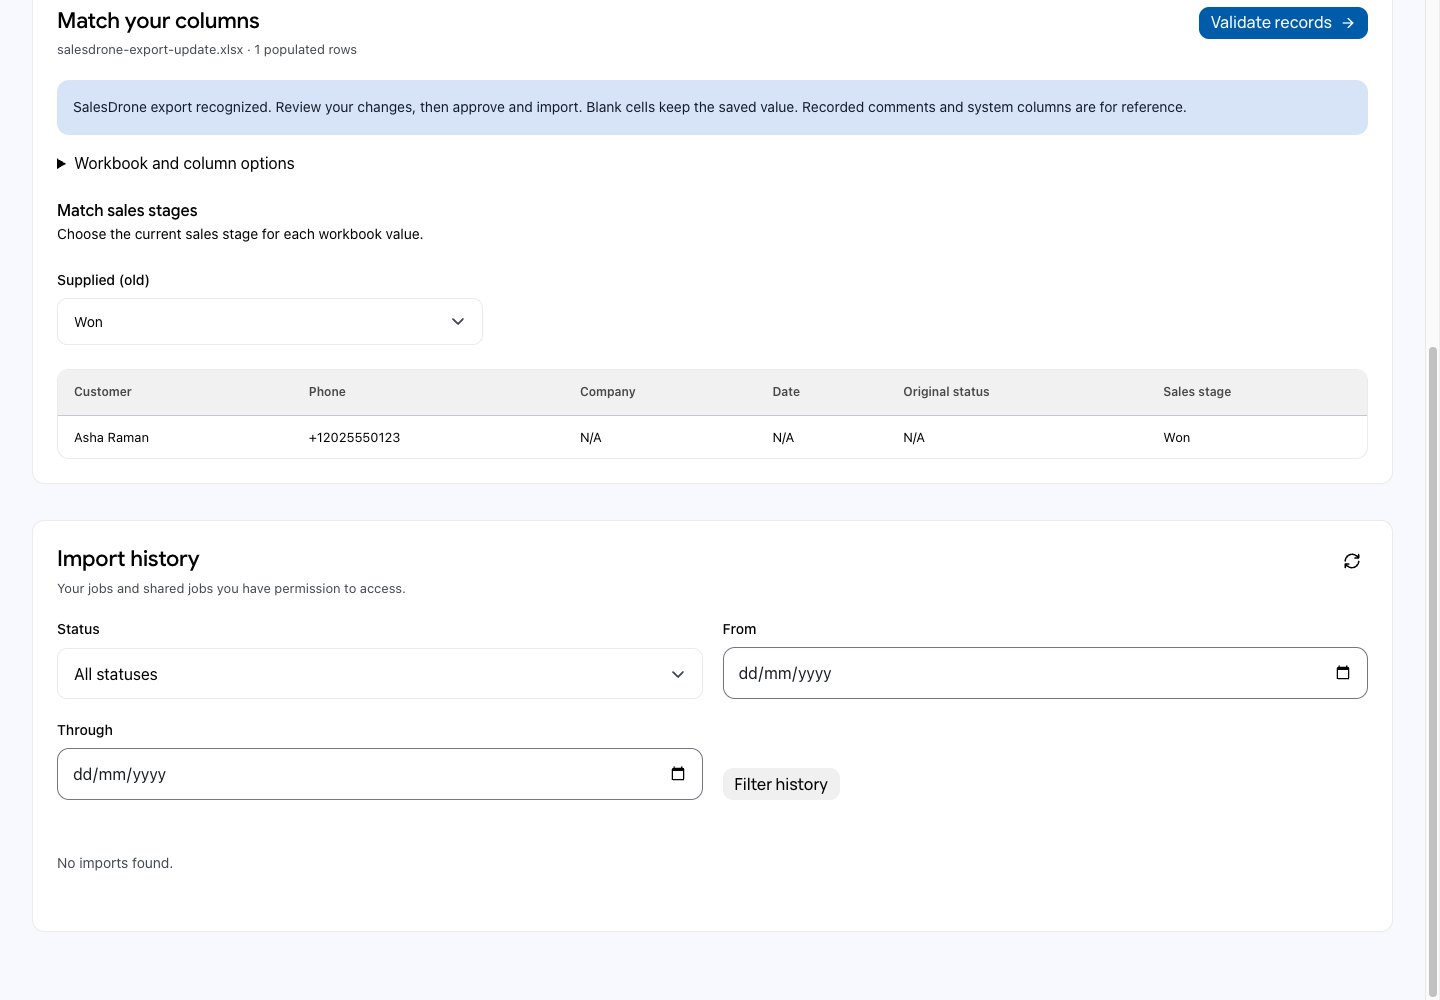 Match your columns
Validate records →
salesdrone-export-update.xlsx · 1 populated rows
SalesDrone export recognized. Review your changes, then approve and import. Blank cells keep the saved value. Recorded comments and system columns are for reference.
Workbook and column options
Match sales stages
Choose the current sales stage for each workbook value.
Supplied (old)
Won
Customer Phone Company Date Original status Sales stage
Asha Raman +12025550123 N/A N/A N/A Won
Import history
Your jobs and shared jobs you have permission to access.
Status From
All statuses dd/mm/yyyy
Through
dd/mm/yyyy
Filter history
No imports found.